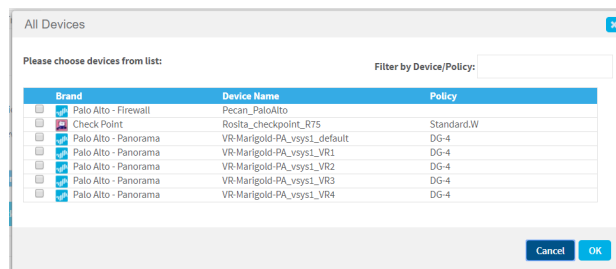 All Devices
Please choose devices from list:
Filter by Device/Policy:
Brand Device Name Policy
Palo Alto - Firewall Pecan_PaloAlto
Check Point Rosita_checkpoint_R75 Standard.W
Palo Alto - Panorama VR-Marigold-PA_vsys1_default DG-4
Palo Alto - Panorama VR-Marigold-PA_vsys1_VR1 DG-4
Palo Alto - Panorama VR-Marigold-PA_vsys1_VR2 DG-4
Palo Alto - Panorama VR-Marigold-PA_vsys1_VR3 DG-4
Palo Alto - Panorama VR-Marigold-PA_vsys1_VR4 DG-4
Cancel OK